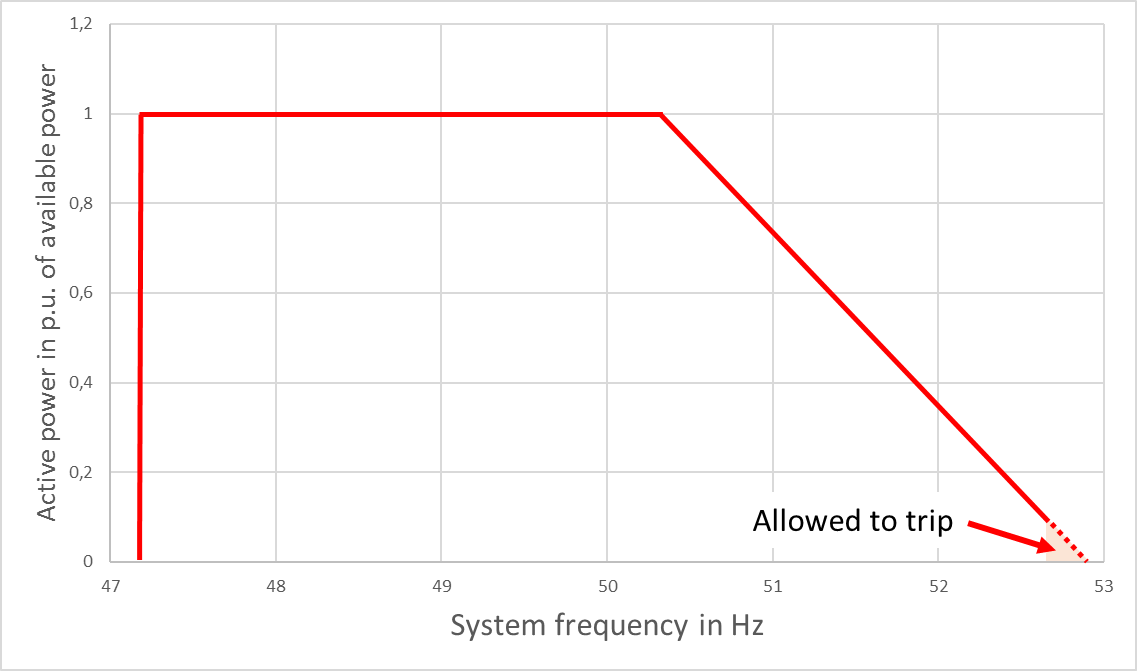 1,2
1
0,8
0,6
0,4
0,2
0
Active power in p.u. of available power
Allowed to trip
47 48 49 50 51 52 53
System frequency in Hz